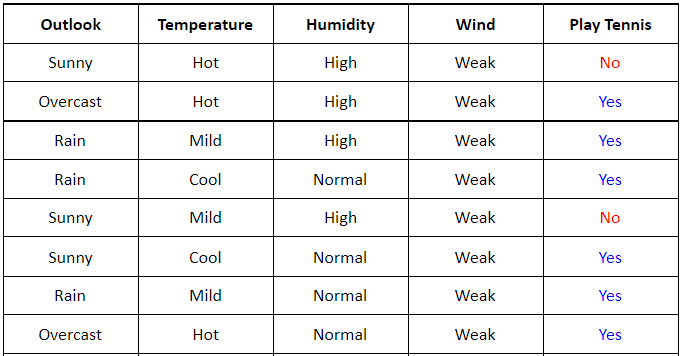 Outlook Temperature Humidity Wind Play Tennis
Sunny Hot High Weak No
Overcast Hot High Weak Yes
Rain Mild High Weak Yes
Rain Cool Normal Weak Yes
Sunny Mild High Weak No
Sunny Cool Normal Weak Yes
Rain Mild Normal Weak Yes
Overcast Hot Normal Weak Yes